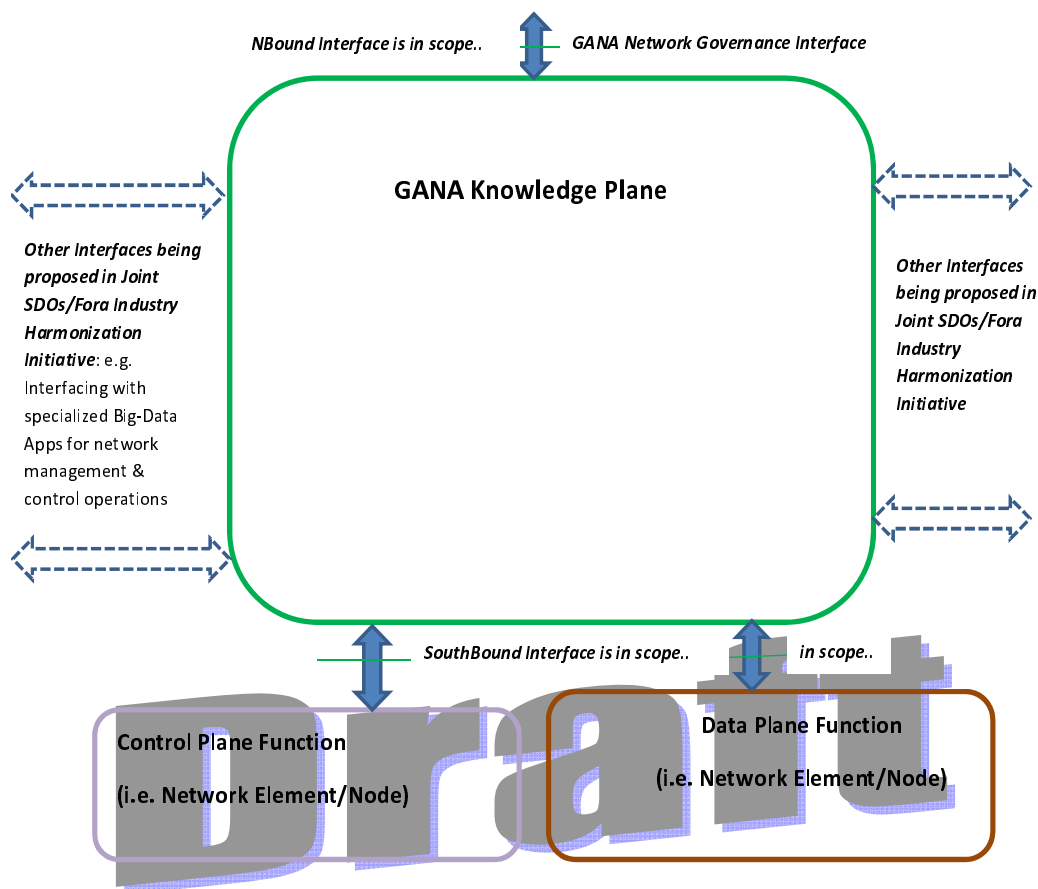 NBound Interface is in scope..
GANA Network Governance Interface
GANA Knowledge Plane
Other Interfaces being
proposed in Joint
SDOs/Fora Industry
Harmonization
Initiative: e.g.
Interfacing with
specialized Big-Data
Apps for network
management &
control operations
Other Interfaces
being proposed in
Joint SDOs/Fora
Industry
Harmonization
Initiative
SouthBound Interface is in scope..
in scope..
Control Plane Function
(i.e. Network Element/Node)
Data Plane Function
(i.e. Network Element/Node)
Draft